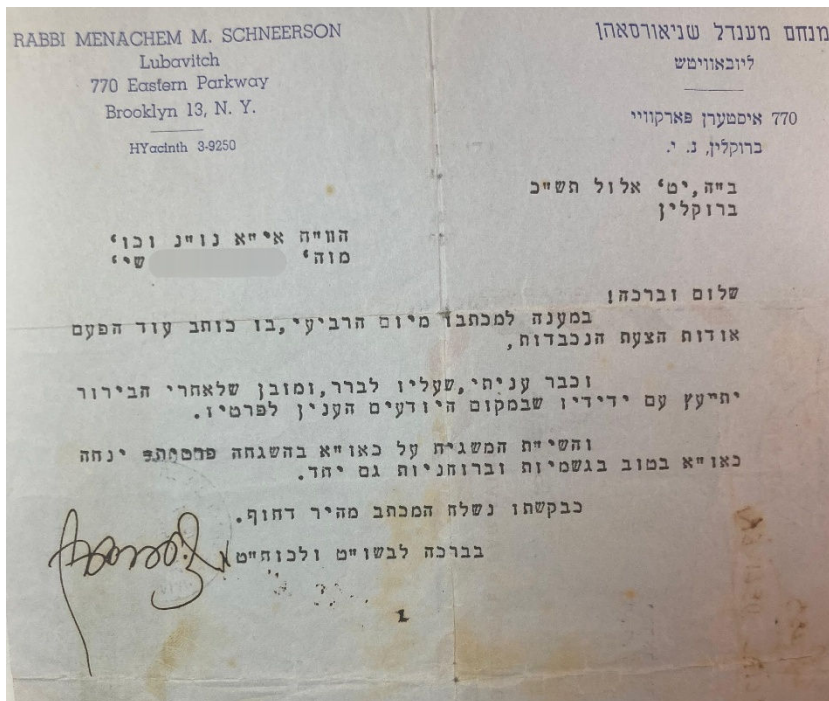 RABBI MENACHEM M. SCHNEERSON
Lubavitch
770 Eastern Parkway
Brooklyn 13, N. Y.
HYacinth 3-9250
מנחם מענדל שניאורסאהן
ליובאוויטש
770 איסטערן פארקוויי
ברוקלין, נ. י.
ב"ה,יט' אלול תש"כ
ברוקלין
הוו"ח אי"א נו"נ וכו'
מוה' שי'
שלום וברכה!
במענה למכתבו מיום הרביעי,בו כותב עוד הפעם
אודות הצעת הנכבדות,
וכבר עניתי,שעליו לברר,ומובן שלאחרי הבירור
יתייעץ עם ידידיו שבמקום היודעים הענין לפרטיו.
והשי"ת המשגיח על כאו"א בהשגחה פרטית ינחה
כאו"א בטוב בגשמיות וברוחניות גם יחד.
כבקשתו נשלח המכתב מהיר דחוף.
בברכה לבשו"ט ולכוח"ט